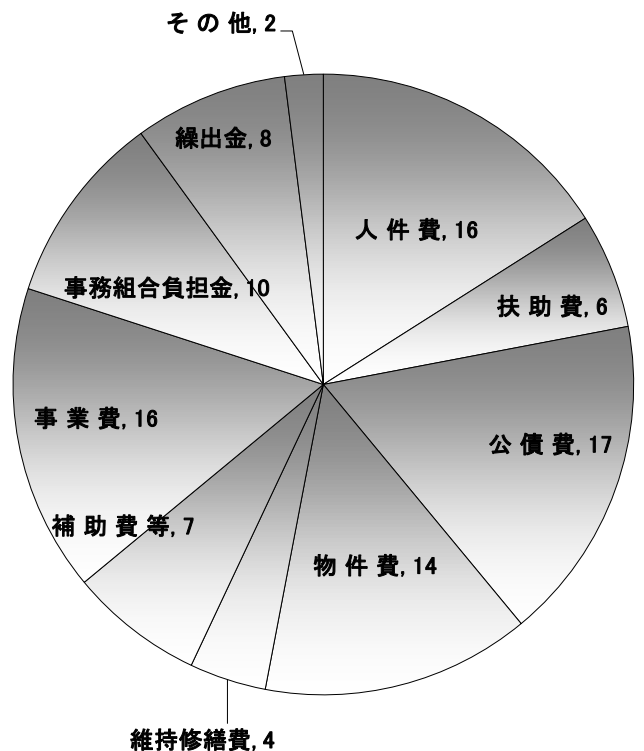 そ の 他, 2
繰出金, 8
人 件 費, 16
事務組合負担金, 10
扶 助 費, 6
事 業 費, 16
公 債 費, 17
補 助 費 等, 7
物 件 費, 14
維持修繕費, 4